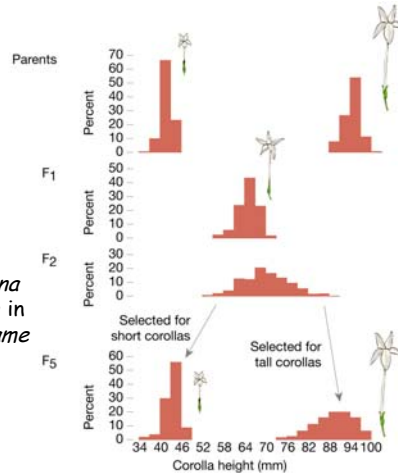 Parents
Percent
70
60
50
40
30
20
10
0
F1
Percent
50
40
30
20
10
0
F2
Percent
30
20
10
0
na
in
me
Selected for
short corollas
Selected for
tall corollas
F5
Percent
60
50
40
30
20
10
0
34 40 46 52 58 64 70 76 82 88 94 100
Corolla height (mm)